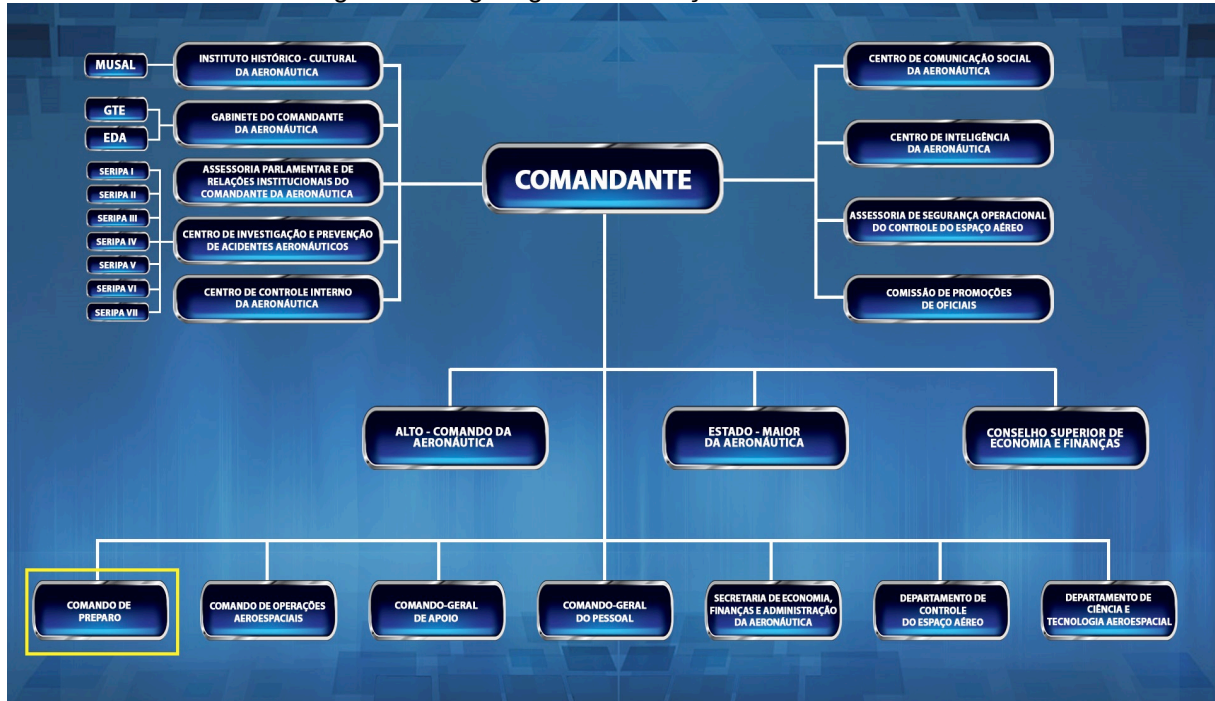 MUSAL
INSTITUTO HISTÓRICO - CULTURAL
DA AERONÁUTICA
GTE
EDA
GABINETE DO COMANDANTE
DA AERONÁUTICA
SERIPA I
SERIPA II
SERIPA III
SERIPA IV
SERIPA V
SERIPA VI
SERIPA VII
ASSESSORIA PARLAMENTAR E DE
RELAÇÕES INSTITUCIONAIS DO
COMANDANTE DA AERONÁUTICA
CENTRO DE INVESTIGAÇÃO E PREVENÇÃO
DE ACIDENTES AERONÁUTICOS
CENTRO DE CONTROLE INTERNO
DA AERONÁUTICA
COMANDANTE
CENTRO DE COMUNICAÇÃO SOCIAL
DA AERONÁUTICA
CENTRO DE INTELIGÊNCIA
DA AERONÁUTICA
ASSESSORIA DE SEGURANÇA OPERACIONAL
DO CONTROLE DO ESPAÇO AÉREO
COMISSÃO DE PROMOÇÕES
DE OFICIAIS
ALTO - COMANDO DA
AERONÁUTICA
ESTADO - MAIOR
DA AERONÁUTICA
CONSELHO SUPERIOR DE
ECONOMIA E FINANÇAS
COMANDO DE
PREPARO
COMANDO DE OPERAÇÕES
AEROESPACIAIS
COMANDO-GERAL
DE APOIO
COMANDO-GERAL
DO PESSOAL
SECRETARIA DE ECONOMIA,
FINANÇAS E ADMINISTRAÇÃO
DA AERONÁUTICA
DEPARTAMENTO DE
CONTROLE
DO ESPAÇO AÉREO
DEPARTAMENTO DE
CIÊNCIA E
TECNOLOGIA AEROESPACIAL